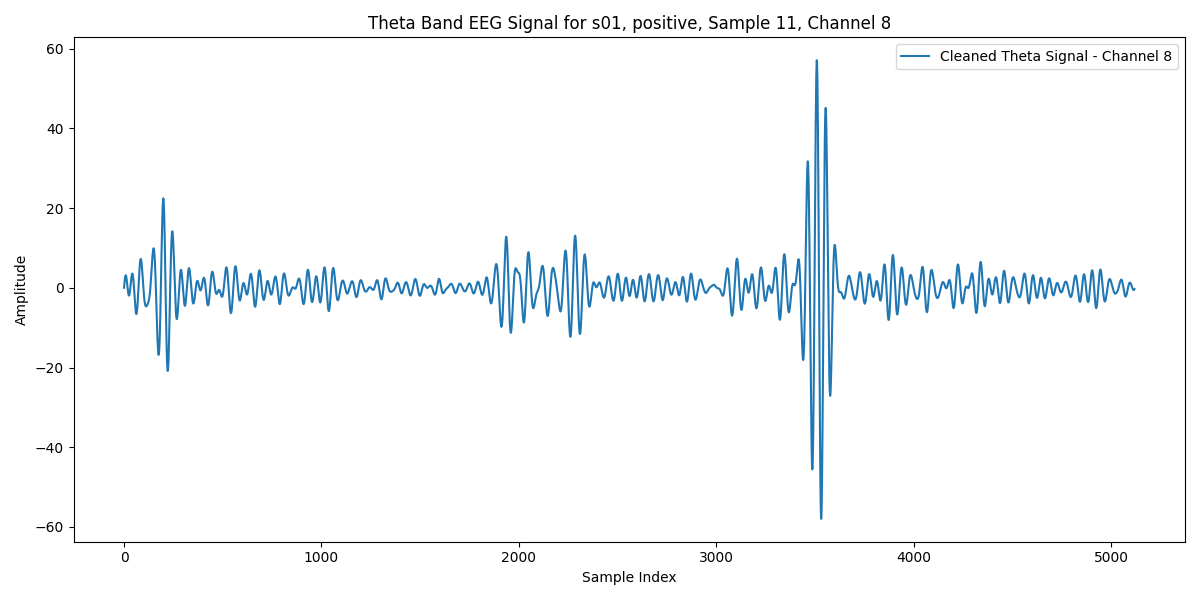 Theta Band EEG Signal for s01, positive, Sample 11, Channel 8
Cleaned Theta Signal - Channel 8
Amplitude
60
40
20
0
−20
−40
−60
0 1000 2000 3000 4000 5000
Sample Index